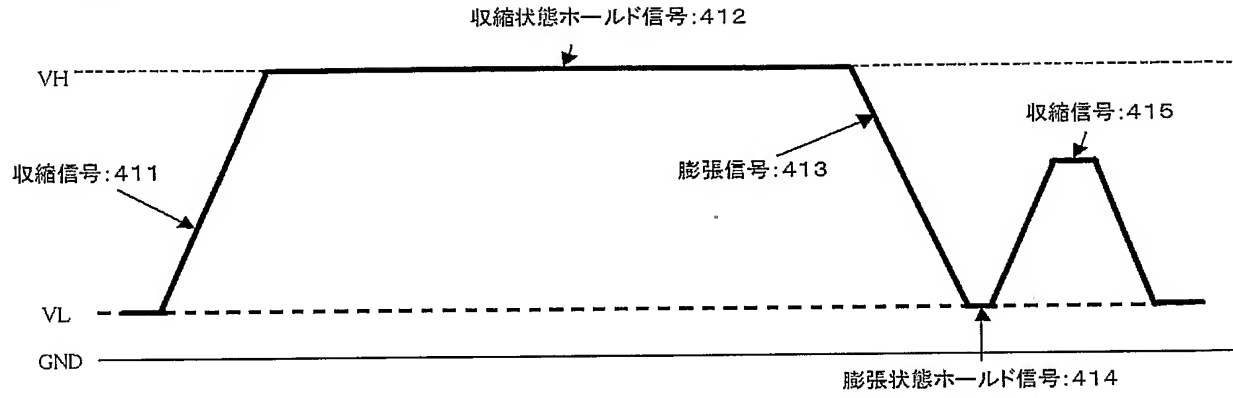 収縮状態ホールド信号:412
VH
収縮信号:415
収縮信号:411
膨張信号:413
VL
GND
膨張状態ホールド信号:414